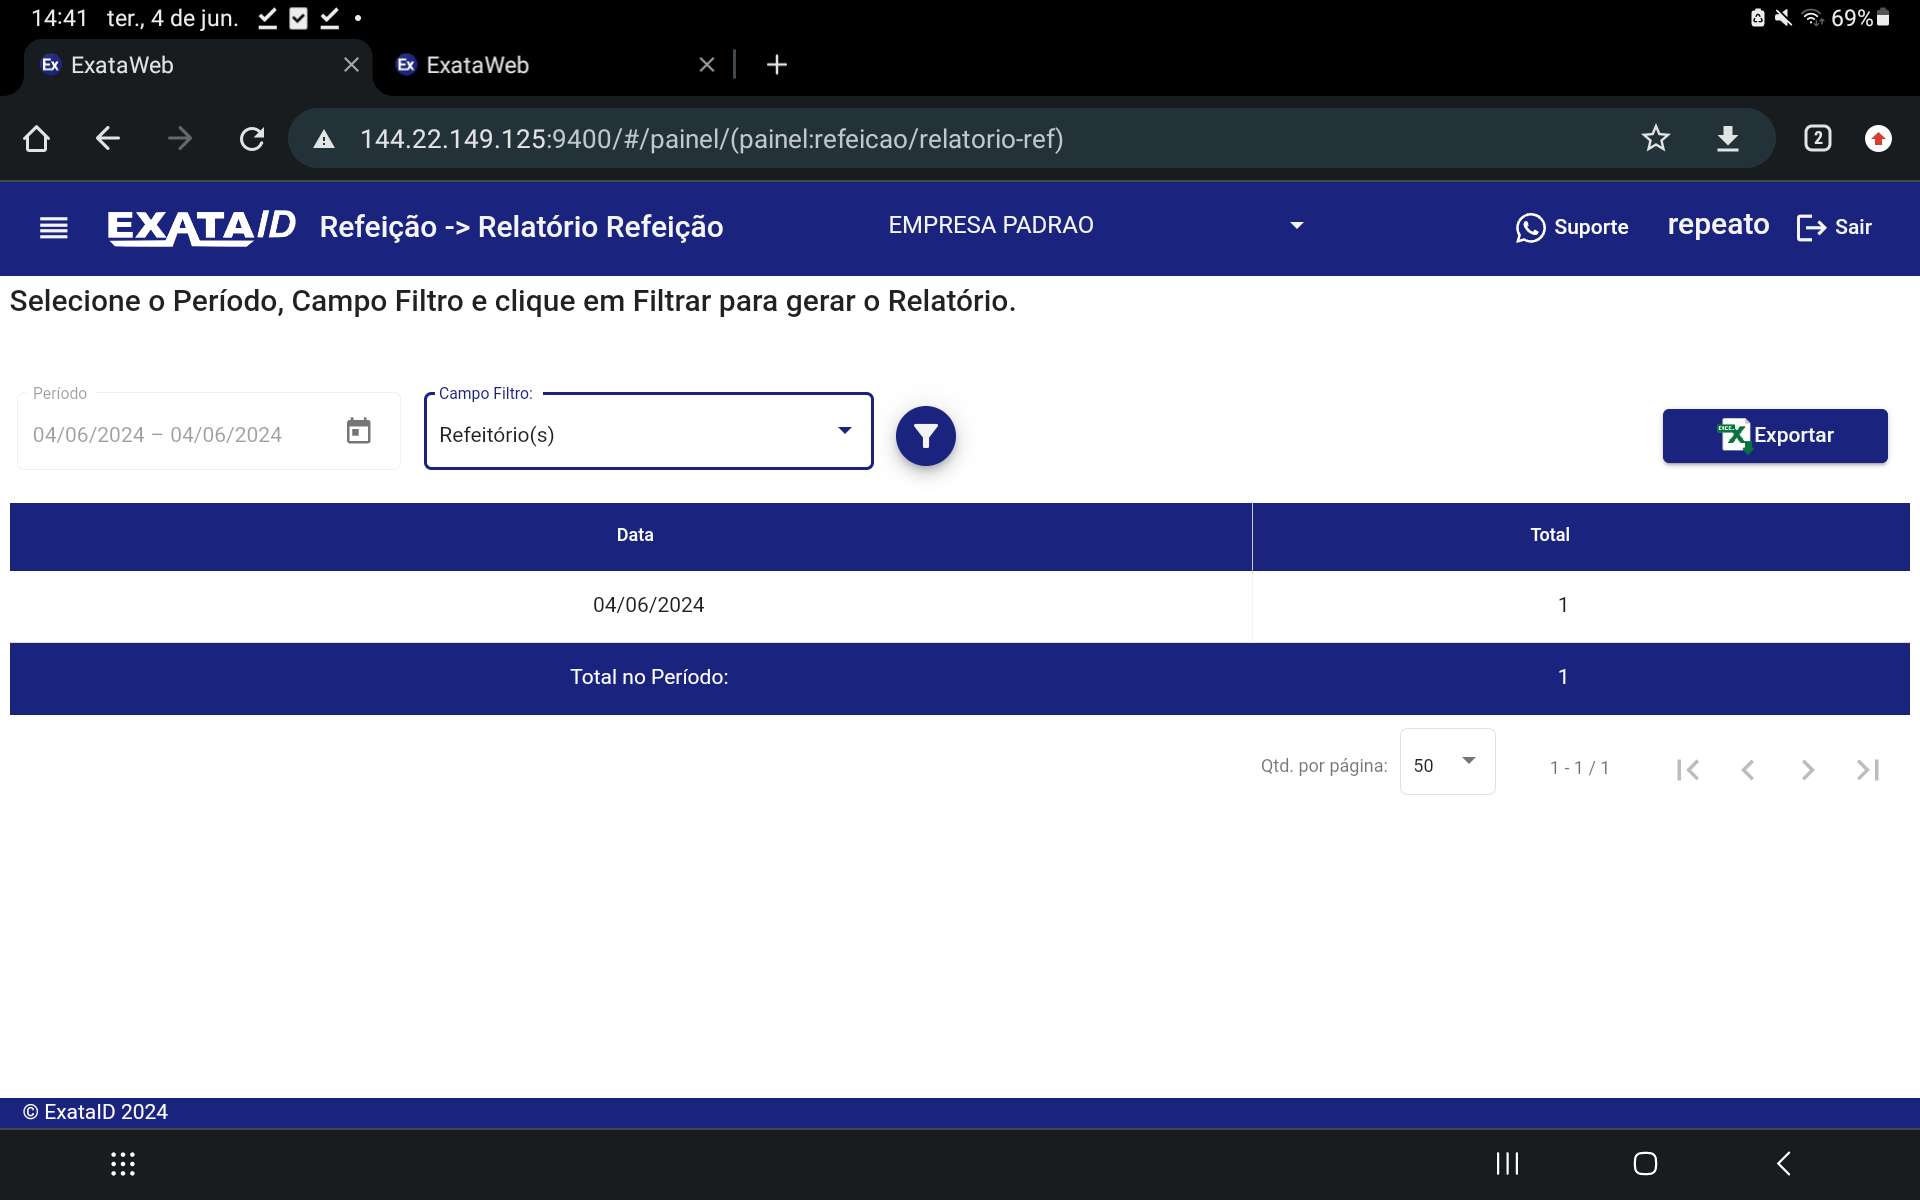 14:41 ter., 4 de jun. 69%
Ex ExataWeb Ex ExataWeb
144.22.149.125:9400/#/painel/(painel:refeicao/relatorio-ref) 2
EXATAID Refeição -> Relatório Refeição EMPRESA PADRAO Suporte repeato Sair
Selecione o Período, Campo Filtro e clique em Filtrar para gerar o Relatório.
Período Campo Filtro:
04/06/2024 – 04/06/2024 Refeitório(s) Exportar
Data Total
04/06/2024 1
Total no Período: 1
Qtd. por página: 50 1 - 1 / 1
© ExataID 2024